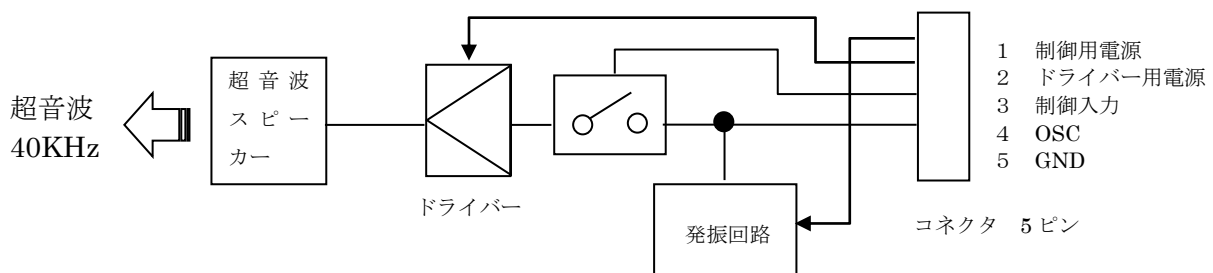 超音波
40KHz
超音波
スピー
カー
ドライバー
発振回路
1 制御用電源
2 ドライバー用電源
3 制御入力
4 OSC
5 GND
コネクタ 5ピン